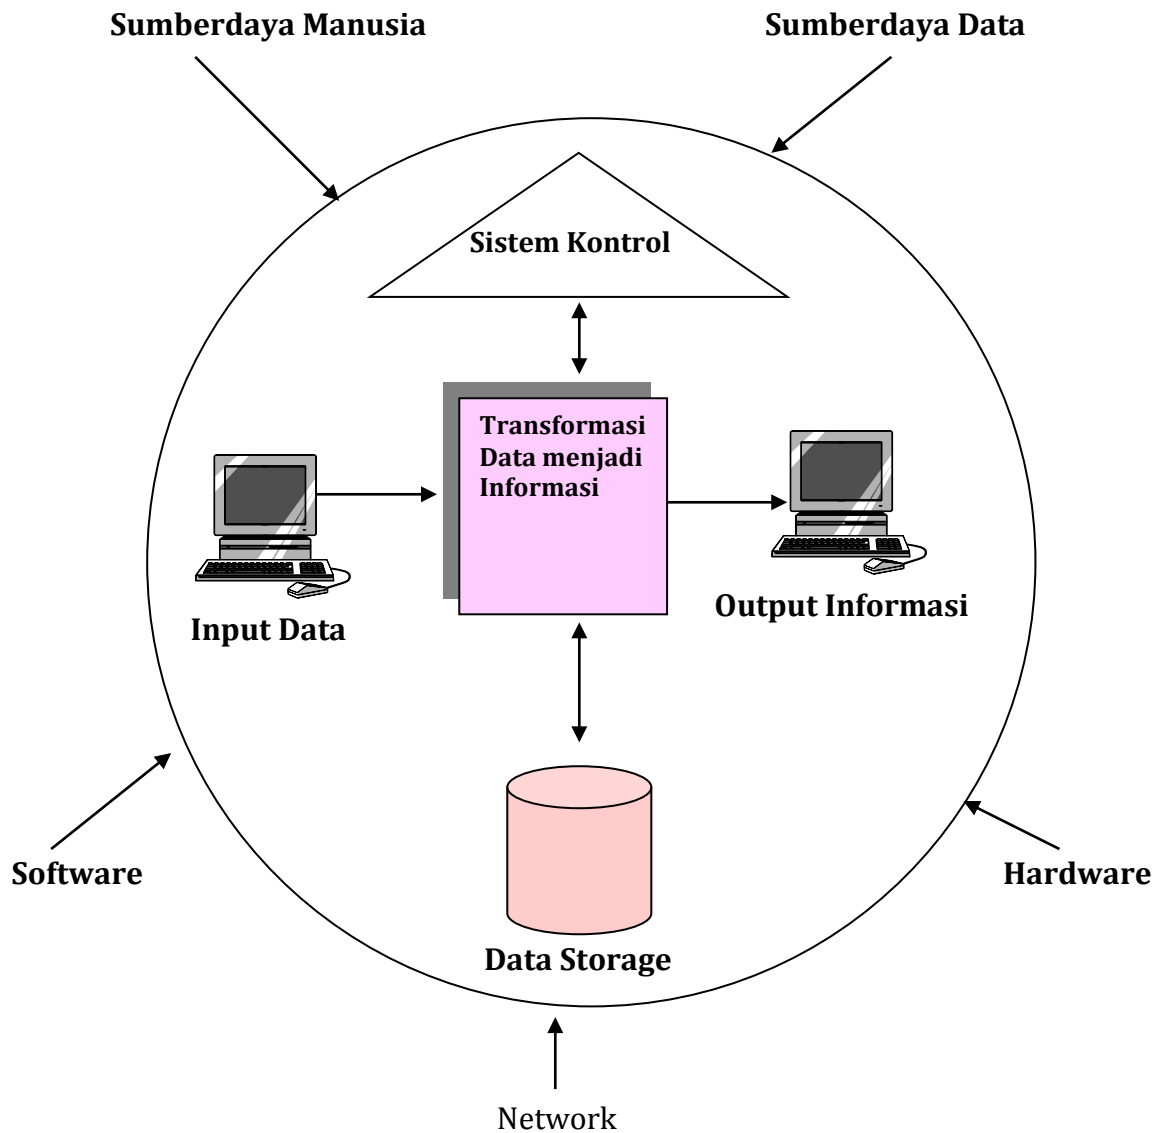 Sumberdaya Manusia
Sumberdaya Data
Sistem Kontrol
Transformasi
Data menjadi
Informasi
Input Data
Output Informasi
Software
Hardware
Data Storage
Network